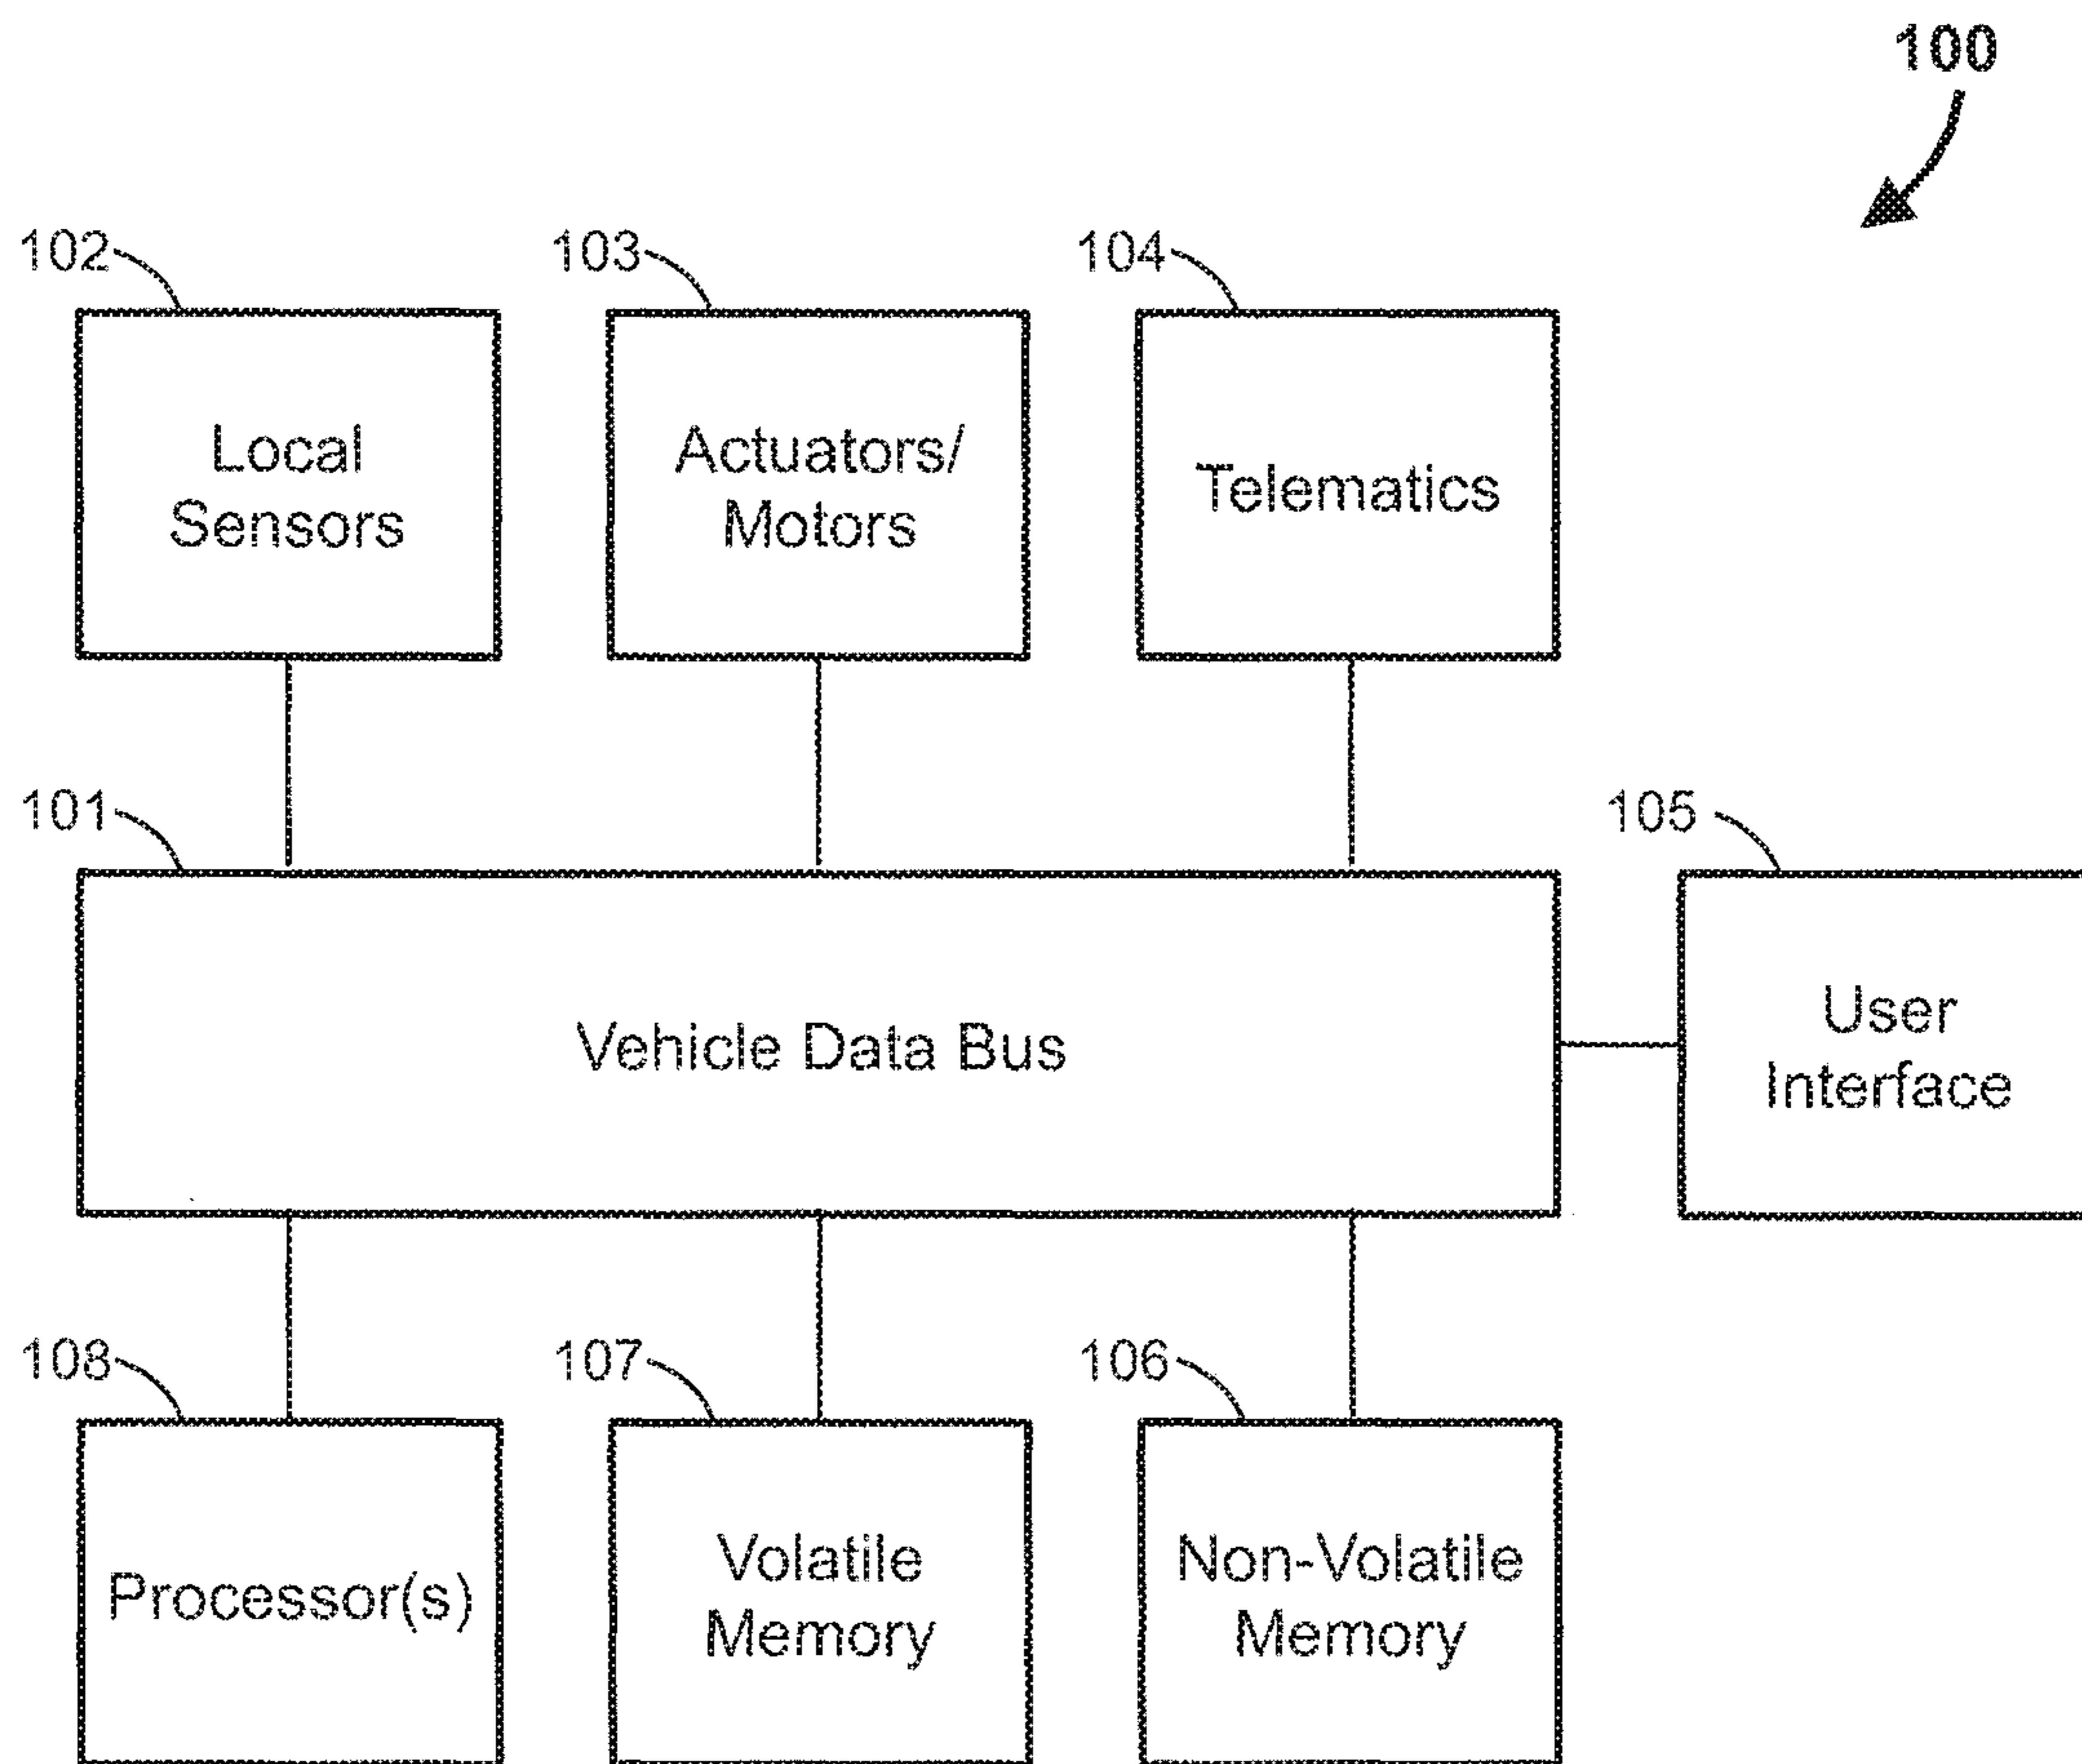 100
102
103
104
Local
Sensors
Actuators/
Motors
Telematics
101
105
Vehicle Data Bus
User
Interface
108
107
106
Processor(s)
Volatile
Memory
Non-Volatile
Memory